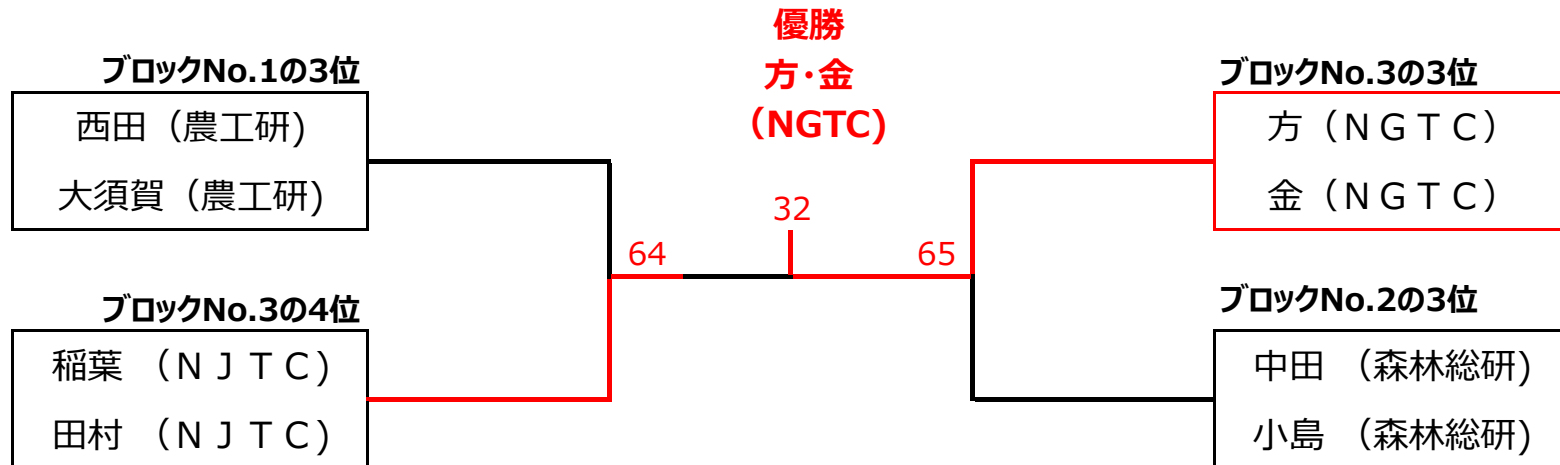 優勝
方・金
(NGTC)
ブロックNo.1の3位
西田（農工研)
大須賀（農工研)
ブロックNo.3の4位
稲葉 （ＮＪＴＣ)
田村 （ＮＪＴＣ)
64
32
65
ブロックNo.3の3位
方（ＮＧＴＣ）
金（ＮＧＴＣ）
ブロックNo.2の3位
中田 （森林総研)
小島 （森林総研)